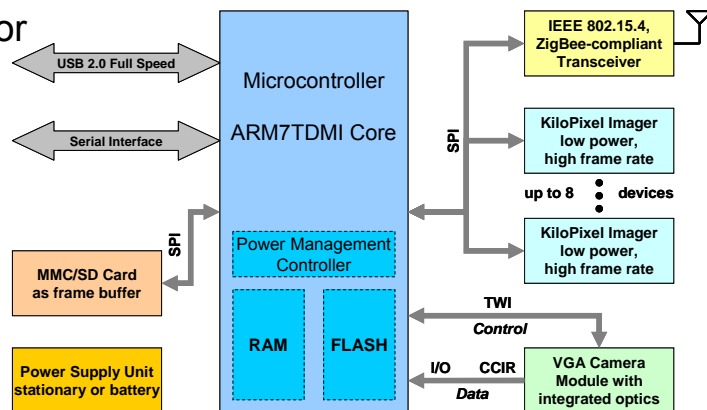 or
USB 2.0 Full Speed
Serial Interface
SPI
MMC/SD Card
as frame buffer
Power Supply Unit
stationary or battery
Microcontroller
ARM7TDMI Core
Power Management
Controller
RAM
FLASH
SPI
IEEE 802.15.4,
ZigBee-compliant
Transceiver
KiloPixel Imager
low power,
high frame rate
up to 8 devices
KiloPixel Imager
low power,
high frame rate
TWI
Control
I/O CCIR
Data
VGA Camera
Module with
integrated optics